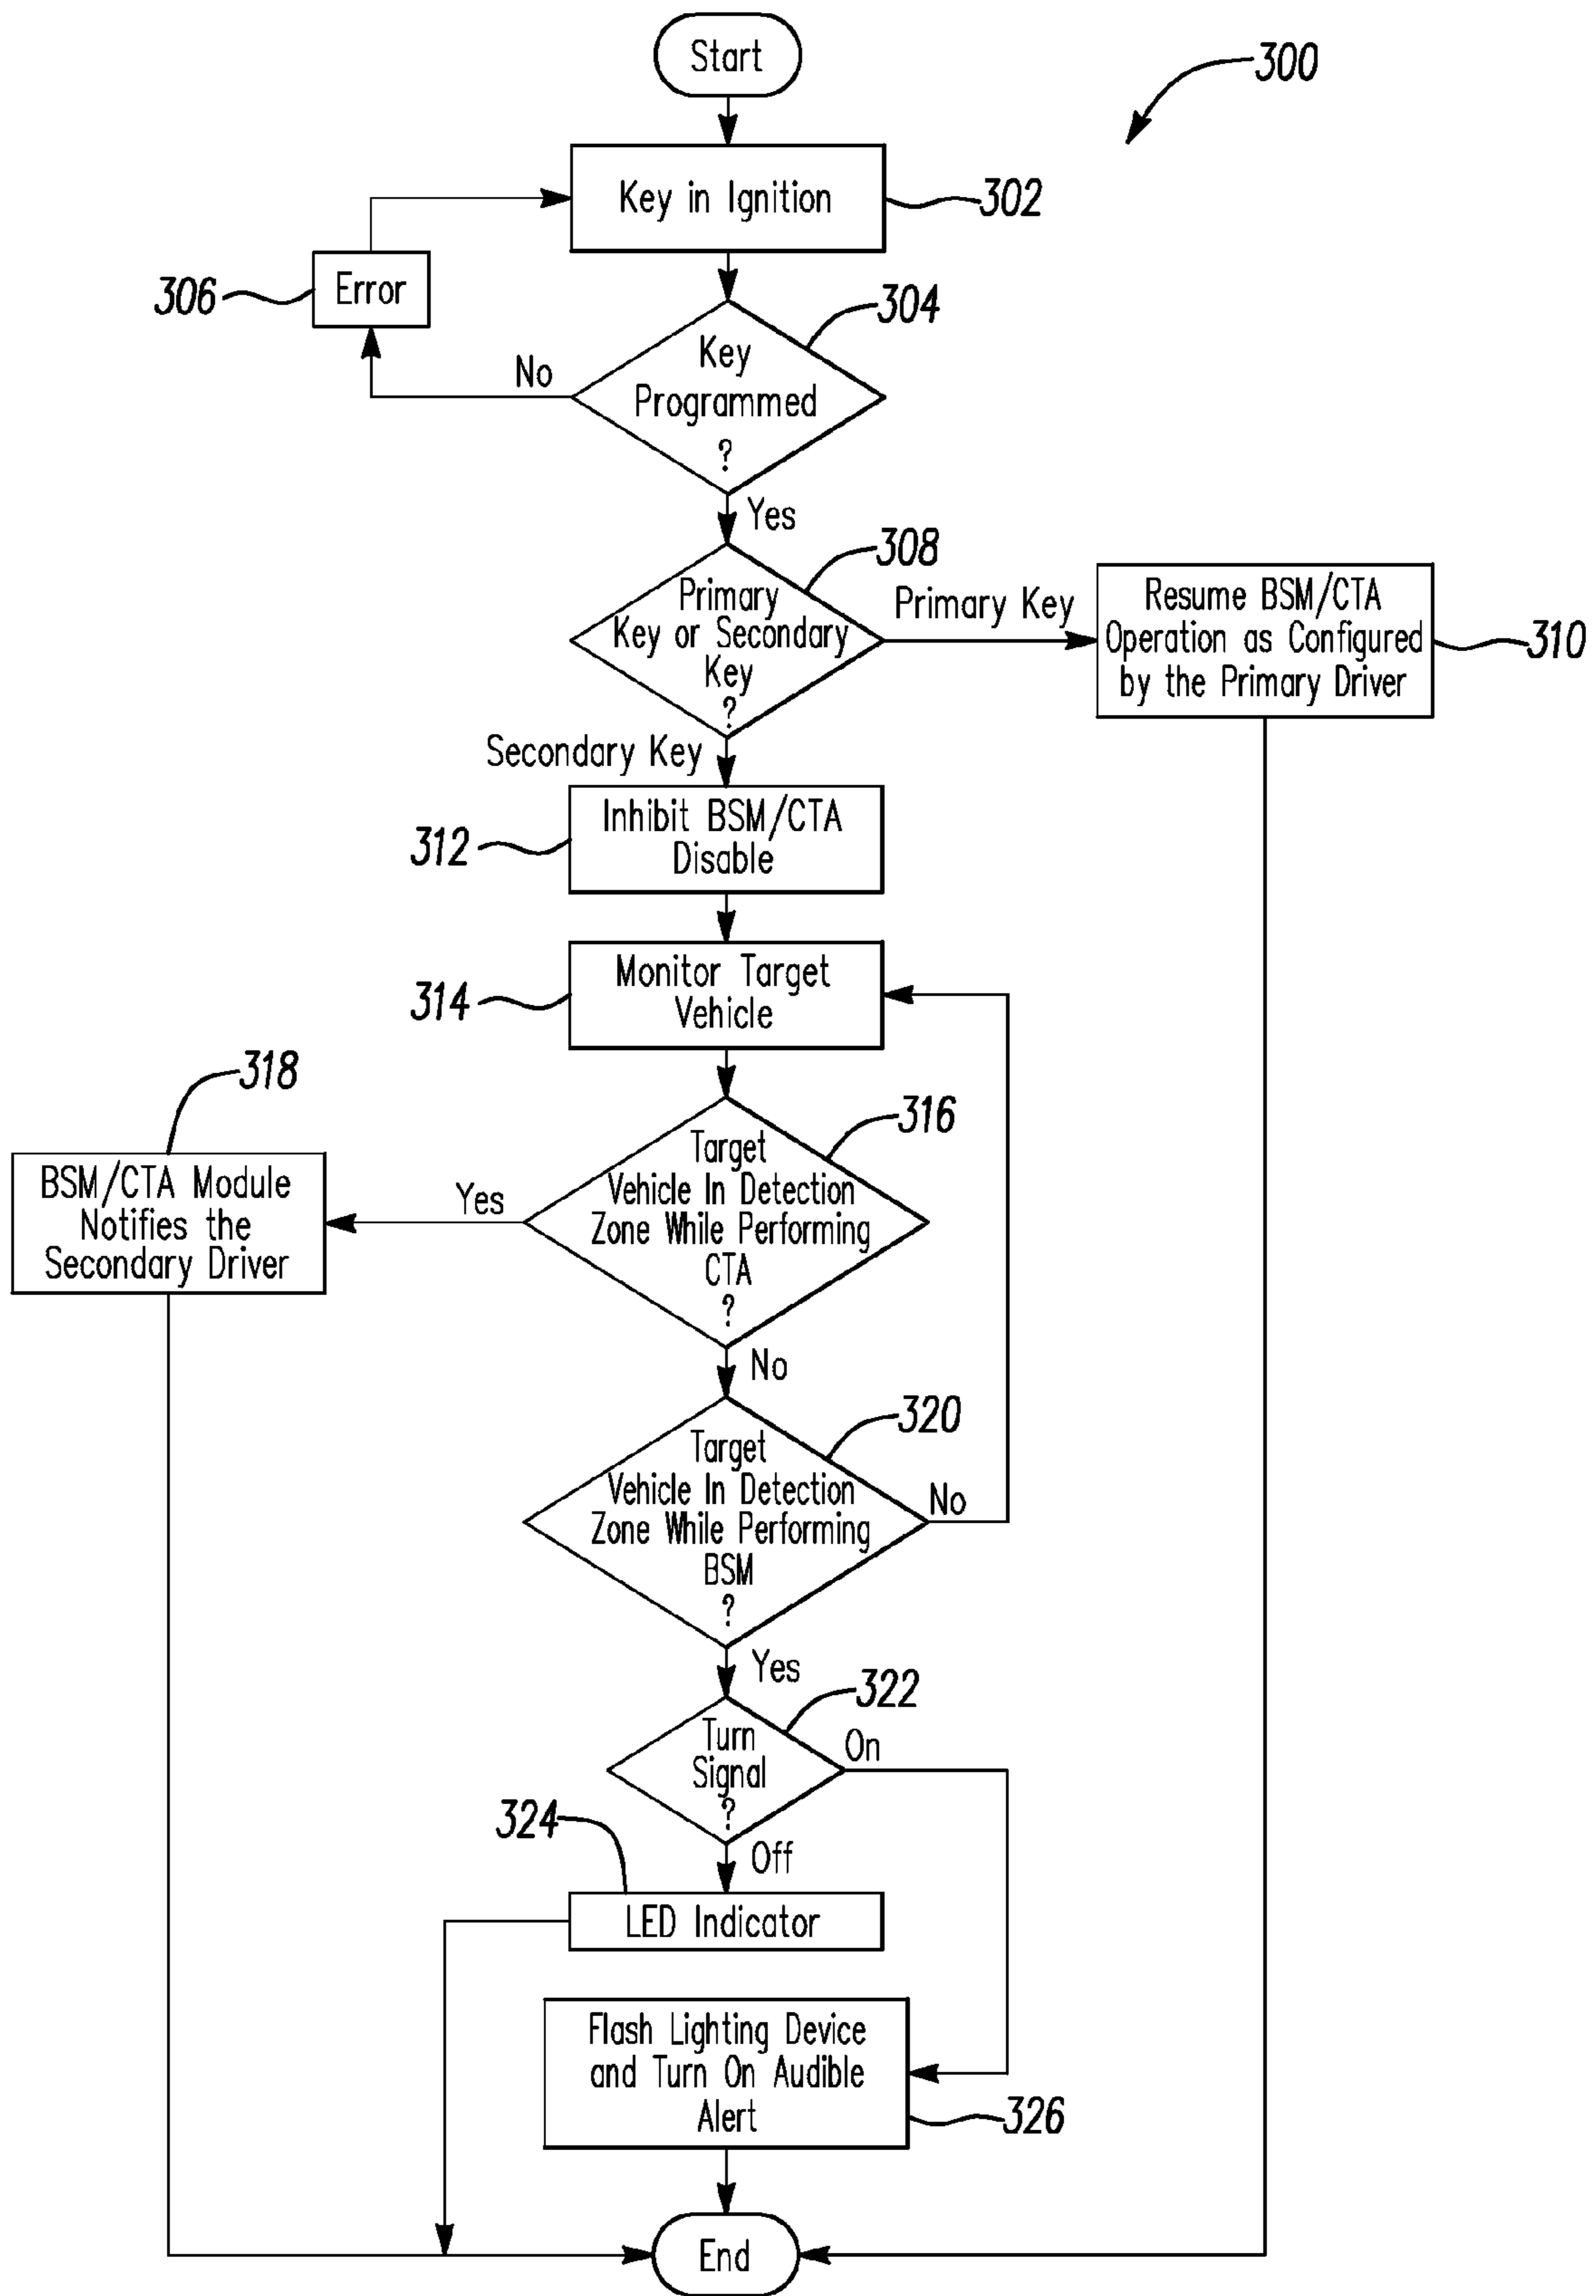 Start
300
Key in Ignition
302
306
Error
304
Key
Programmed
?
No
Yes
308
Primary
Key or Secondary
Key
?
Primary Key
Resume BSM/CTA
Operation as Configured
by the Primary Driver
310
Secondary Key
312
Inhibit BSM/CTA
Disable
314
Monitor Target
Vehicle
318
BSM/CTA Module
Notifies the
Secondary Driver
Yes
316
Target
Vehicle In Detection
Zone While Performing
CTA
?
No
320
Target
Vehicle In Detection
Zone While Performing
BSM
?
No
Yes
322
Turn
Signal
?
On
324
Off
LED Indicator
Flash Lighting Device
and Turn On Audible
Alert
326
End